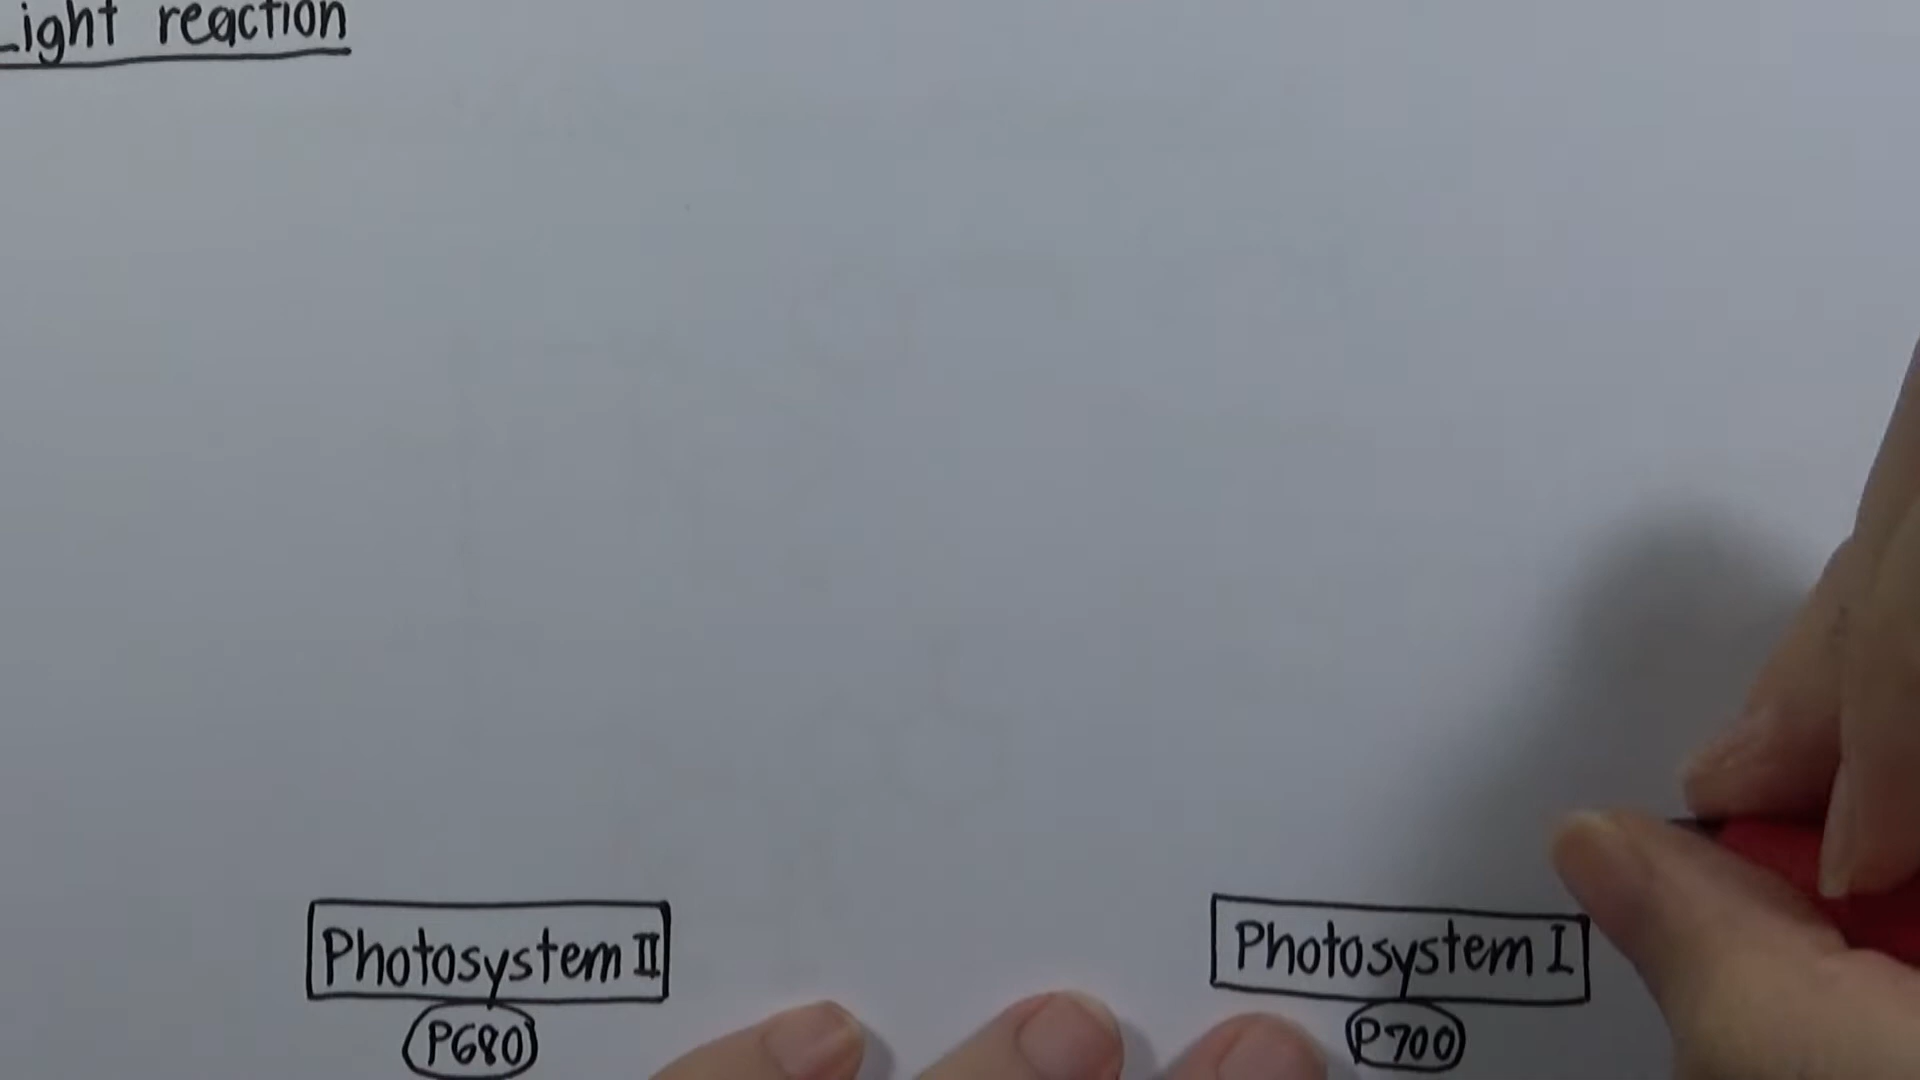 Light reaction
Photosystem II
Photosystem I
P680
P700